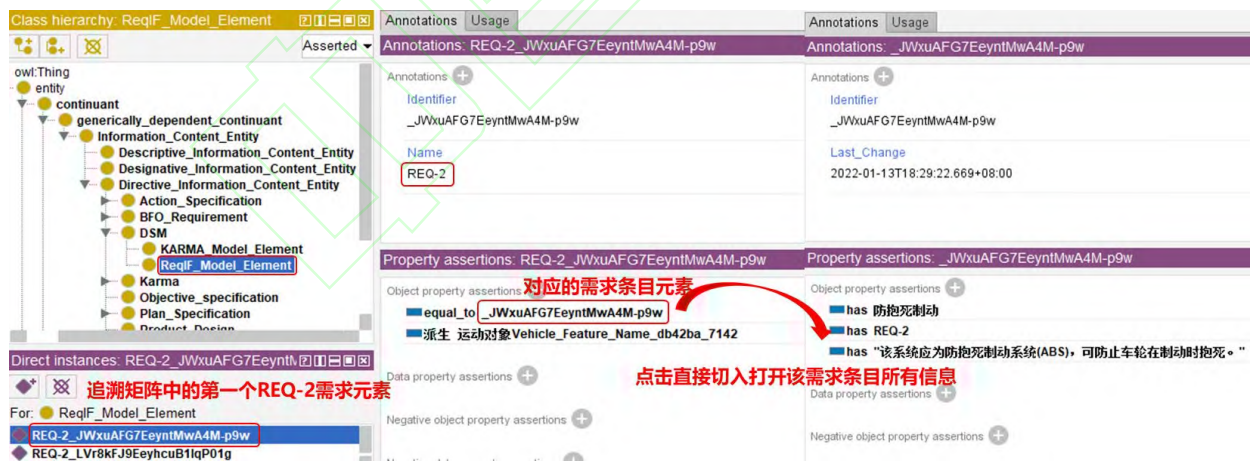 Class hierarchy: ReqIF_Model_Element
Asserted
owl:Thing
entity
continuant
generically_dependent_continuant
Information_Content_Entity
Descriptive_Information_Content_Entity
Designative_Information_Content_Entity
Directive_Information_Content_Entity
Action_Specification
BFO_Requirement
DSM
KARMA_Model_Element
ReqIF_Model_Element
Karma
Objective_specification
Plan_Specification
Product_Design
Direct instances: REQ-2_JWxuAFG7EeyntM
追溯矩阵中的第一个REQ-2需求元素
For: ReqIF_Model_Element
REQ-2_JWxuAFG7EeyntMwA4M-p9w
REQ-2_LVr8kFJ9EeyhcuB1IqP01g
Annotations Usage
Annotations: REQ-2_JWxuAFG7EeyntMwA4M-p9w
Annotations
Identifier
_JWxuAFG7EeyntMwA4M-p9w
Name
REQ-2
Property assertions: REQ-2_JWxuAFG7EeyntMwA4M-p9w
Object property assertions
对应的需求条目元素
equal_to _JWxuAFG7EeyntMwA4M-p9w
派生 运动对象Vehicle_Feature_Name_db42ba_7142
Data property assertions
Negative object property assertions
Annotations Usage
Annotations: _JWxuAFG7EeyntMwA4M-p9w
Annotations
Identifier
_JWxuAFG7EeyntMwA4M-p9w
Last_Change
2022-01-13T18:29:22.669+08:00
Property assertions: _JWxuAFG7EeyntMwA4M-p9w
Object property assertions
has 防抱死制动
has REQ-2
has "该系统应为防抱死制动系统(ABS)，可防止车轮在制动时抱死。"
点击直接切入打开该需求条目所有信息
Data property assertions
Negative object property assertions